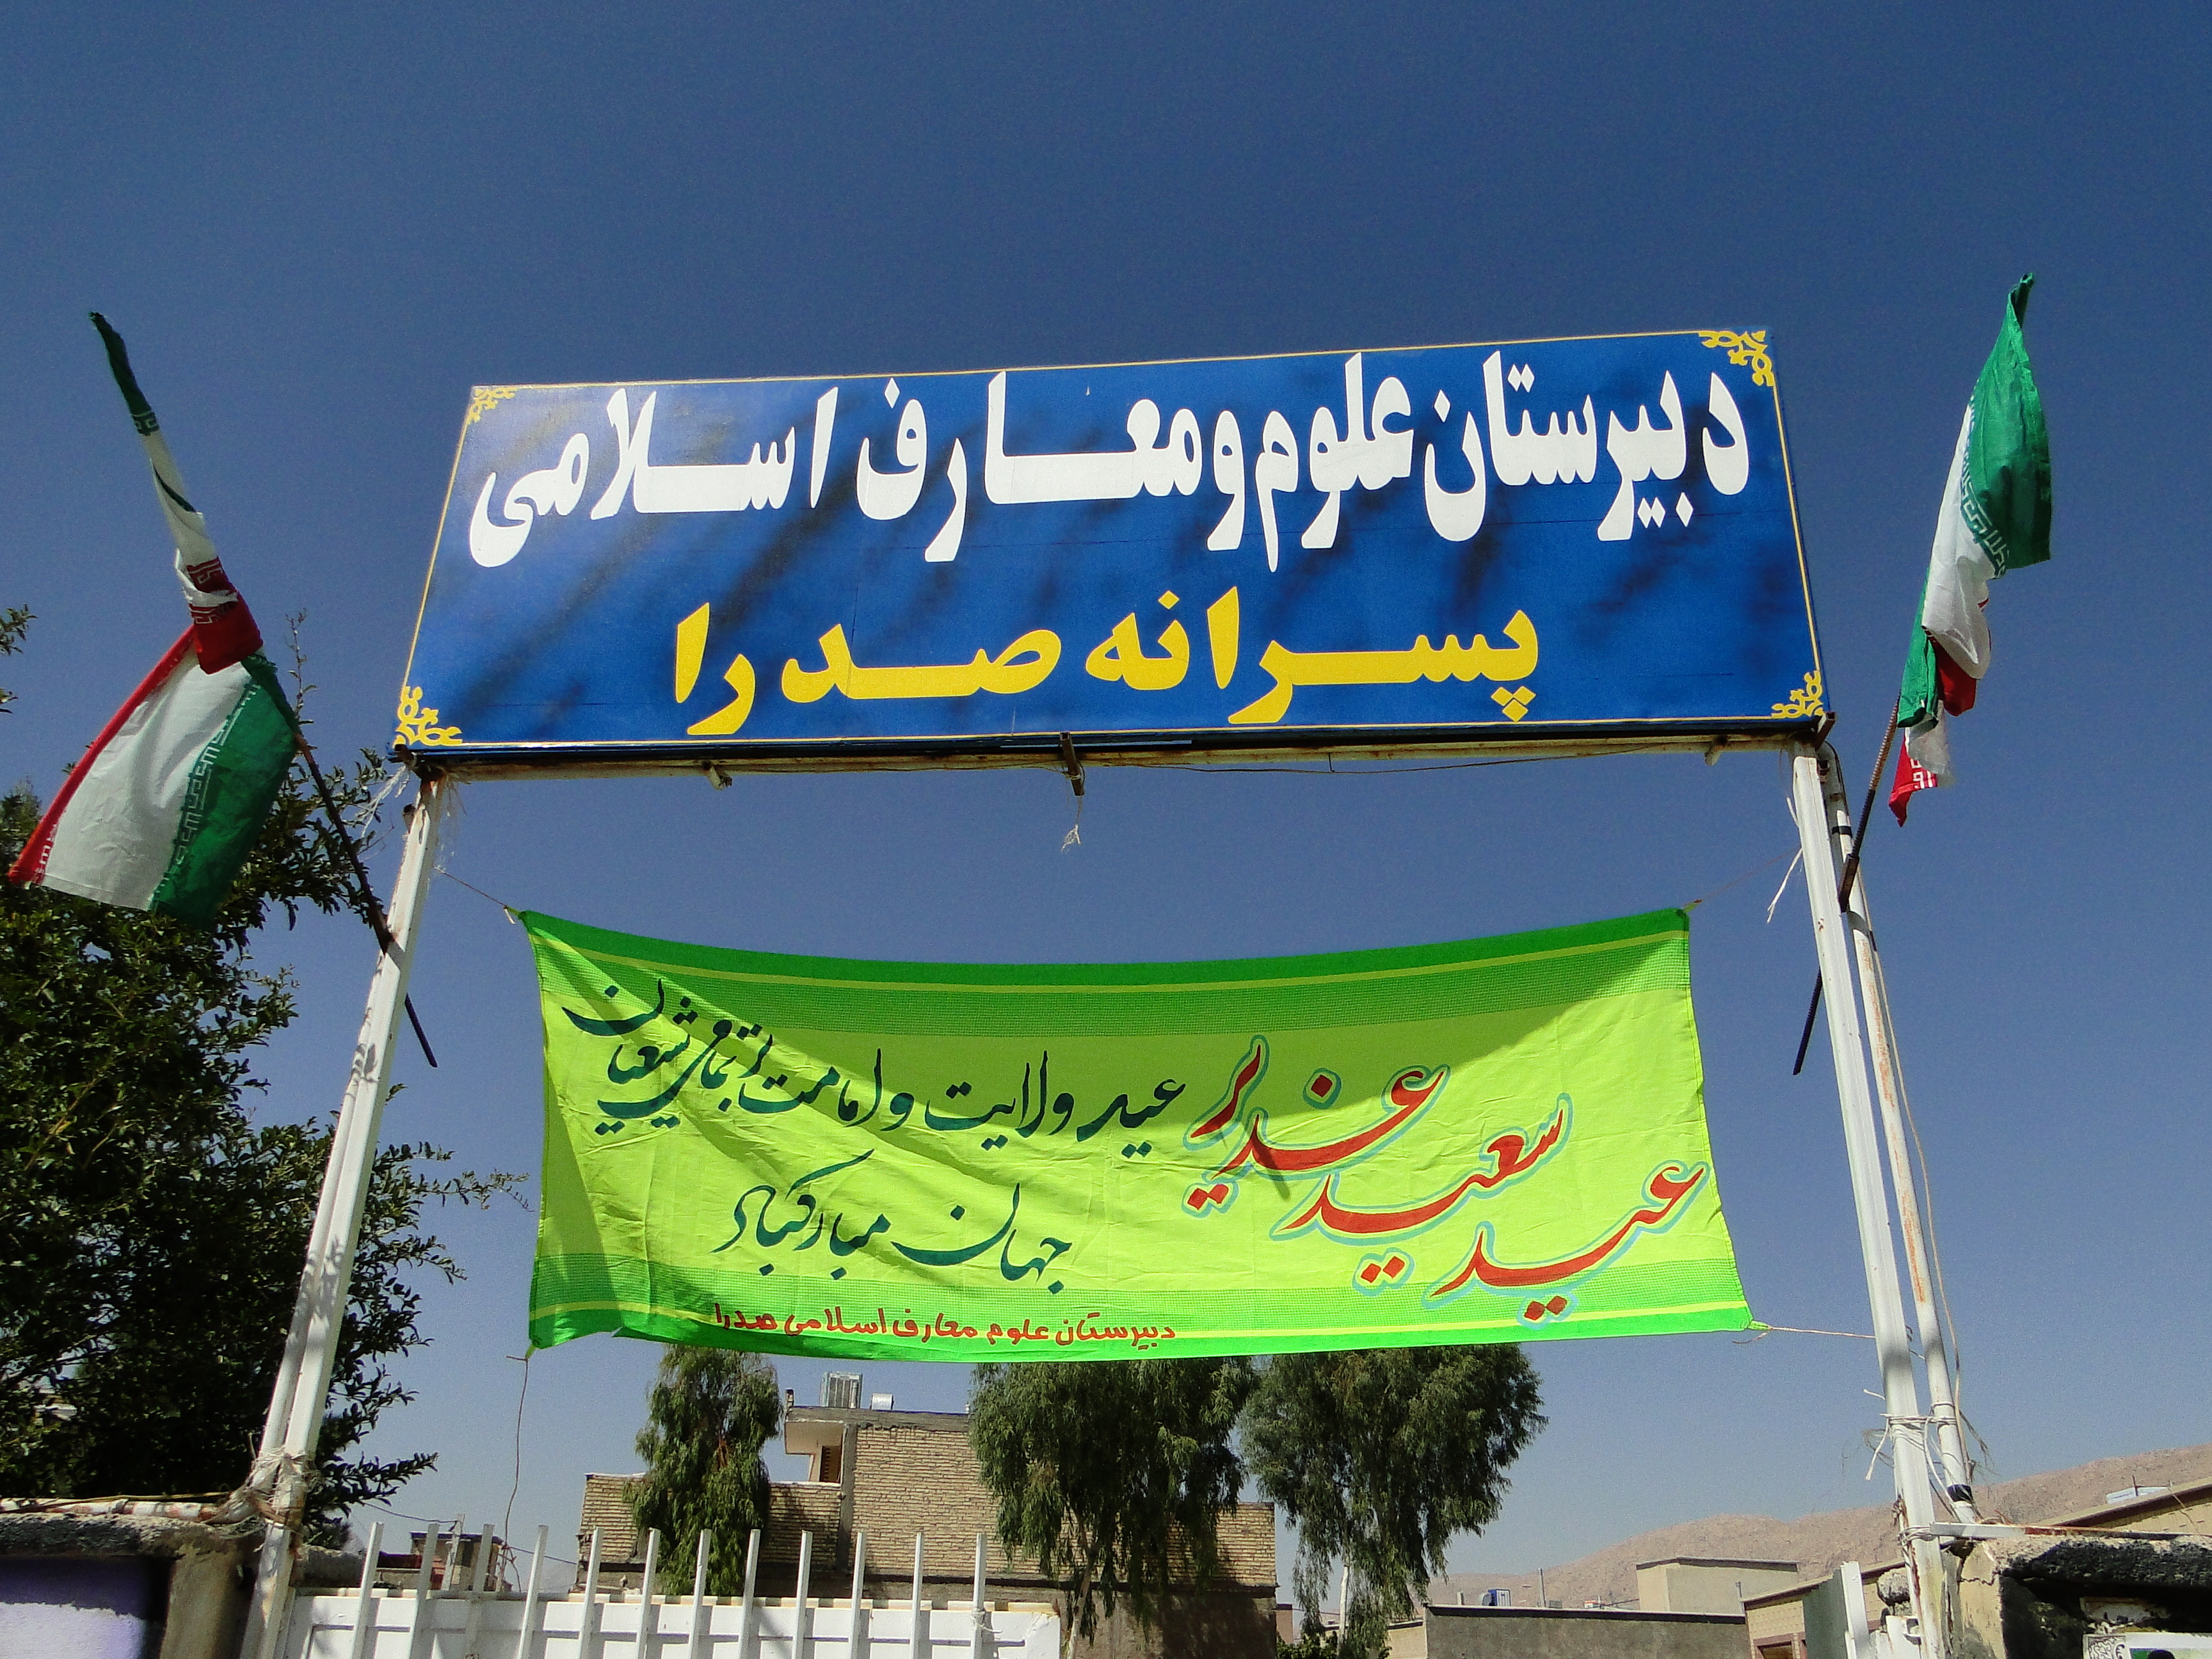 دبیرستان علوم و معارف اسلامی
پسرانه صدرا
عید سعید غدیر
عید ولایت و امامت بر تمامی شیعیان
جهان مبارکباد
دبیرستان علوم معارف اسلامی صدرا